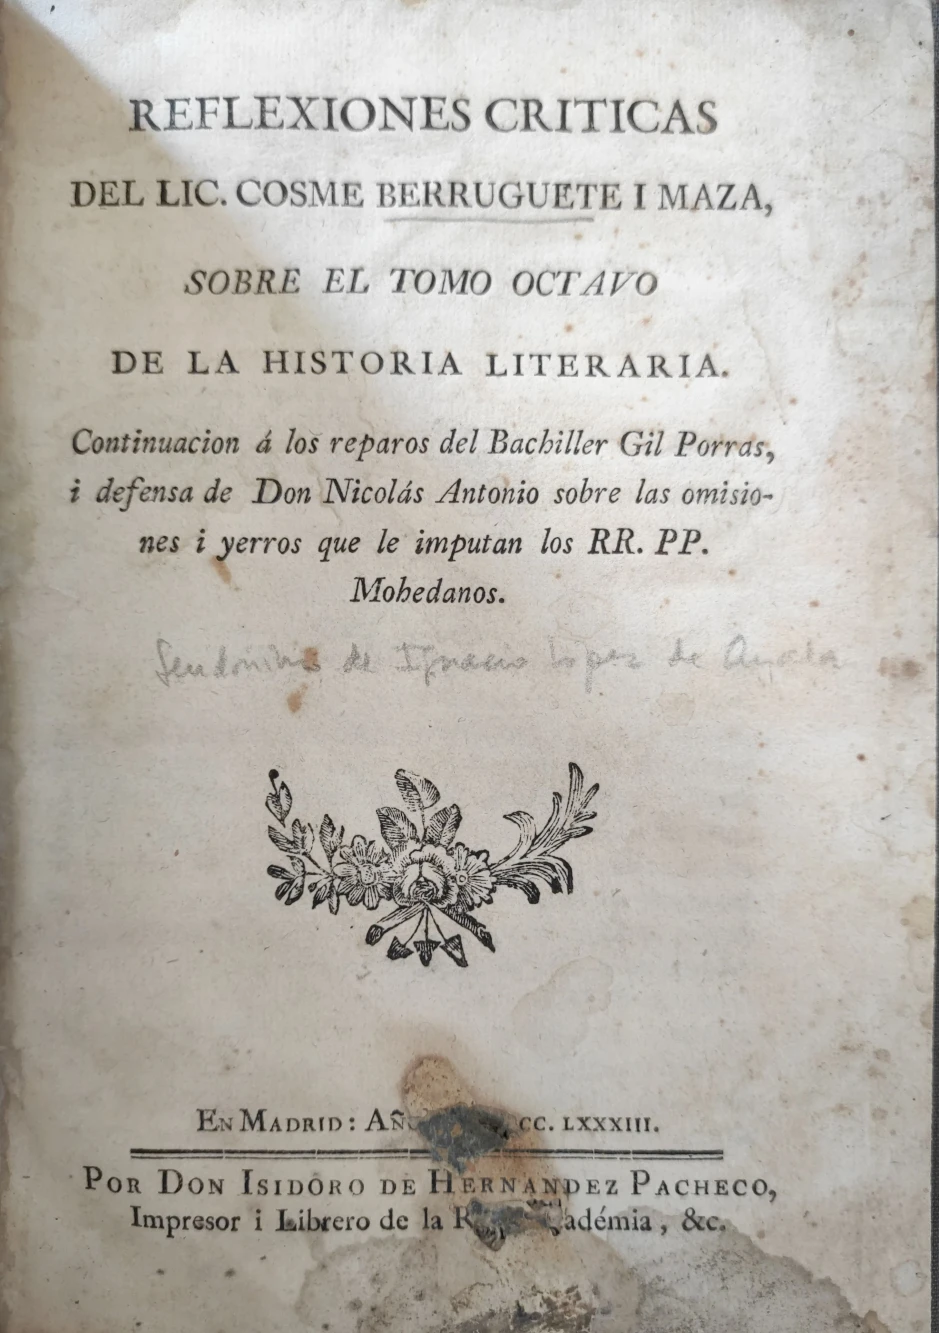 REFLEXIONES CRITICAS
DEL LIC. COSME BERRUGUETE I MAZA,
SOBRE EL TOMO OCTAVO
DE LA HISTORIA LITERARIA.
Continuacion á los reparos del Bachiller Gil Porras,
i defensa de Don Nicolás Antonio sobre las omisio-
nes i yerros que le imputan los RR. PP.
Mohedanos.
de Ignacio López de Ayala
EN MADRID: CC. LXXXIII.
POR DON ISIDORO DE HERNANDEZ PACHECO,
Impresor i Librero de la &c.